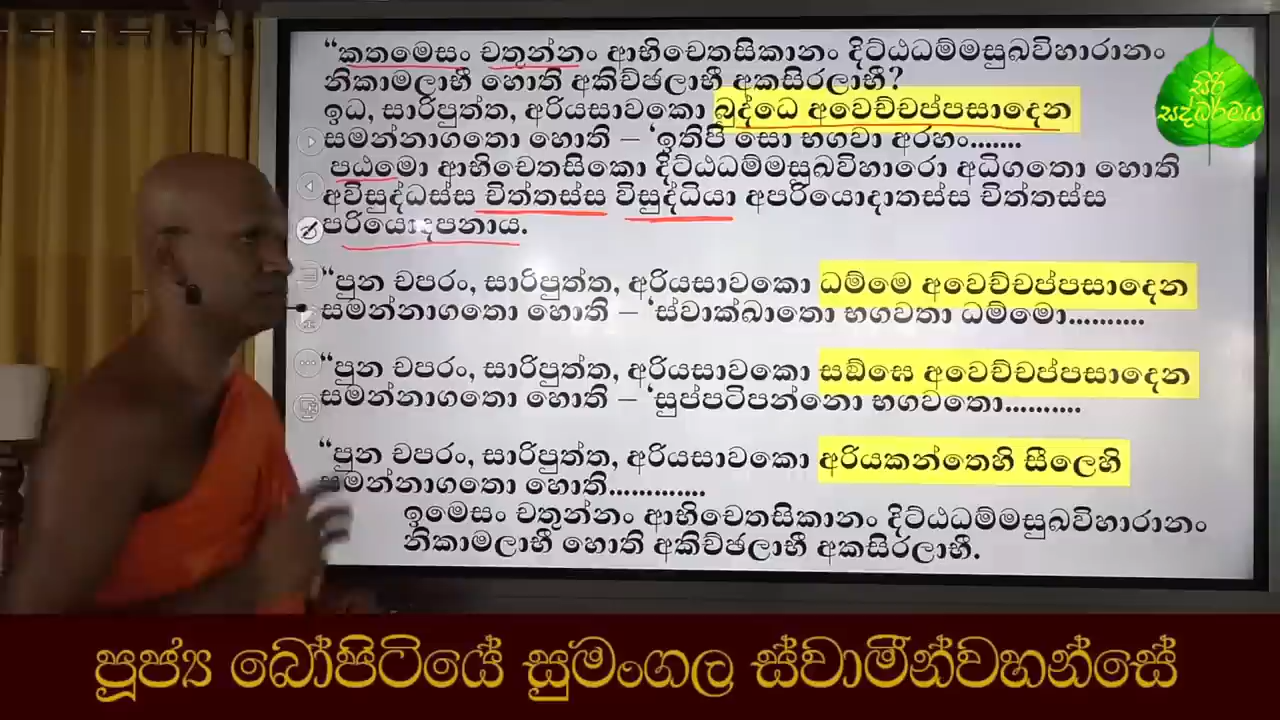 “කතමෙසං චතුන්නං ආභිචෙතසිකානං දිට්ඨධම්මසුඛවිහාරානං
නිකාමලාභී හොති අකිච්ඡලාභී අකසිරලාභී?
ඉධ, සාරිපුත්ත, අරියසාවකො බුද්ධෙ අවෙච්චප්පසාදෙන
සමන්නාගතො හොති – ‘ඉතිපි සො භගවා අරහං.......
පඨමො ආභිචෙතසිකො දිට්ඨධම්මසුඛවිහාරො අධිගතො හොති
අවිසුද්ධස්ස චිත්තස්ස විසුද්ධියා අපරියොදාතස්ස චිත්තස්ස
පරියොදපනාය.
“පුන චපරං, සාරිපුත්ත, අරියසාවකො ධම්මෙ අවෙච්චප්පසාදෙන
සමන්නාගතො හොති – ‘ස්වාක්ඛාතො භගවතා ධම්මො..........
“පුන චපරං, සාරිපුත්ත, අරියසාවකො සඞ්ඝෙ අවෙච්චප්පසාදෙන
සමන්නාගතො හොති – ‘සුප්පටිපන්නො භගවතො..........
“පුන චපරං, සාරිපුත්ත, අරියසාවකො අරියකන්තෙහි සීලෙහි
සමන්නාගතො හොති.............
ඉමෙසං චතුන්නං ආභිචෙතසිකානං දිට්ඨධම්මසුඛවිහාරානං
නිකාමලාභී හොති අකිච්ඡලාභී අකසිරලාභී.
සිරි
සද්ධර්මය
පූජ්‍ය බෝපිටියේ සුමංගල ස්වාමීන්වහන්සේ